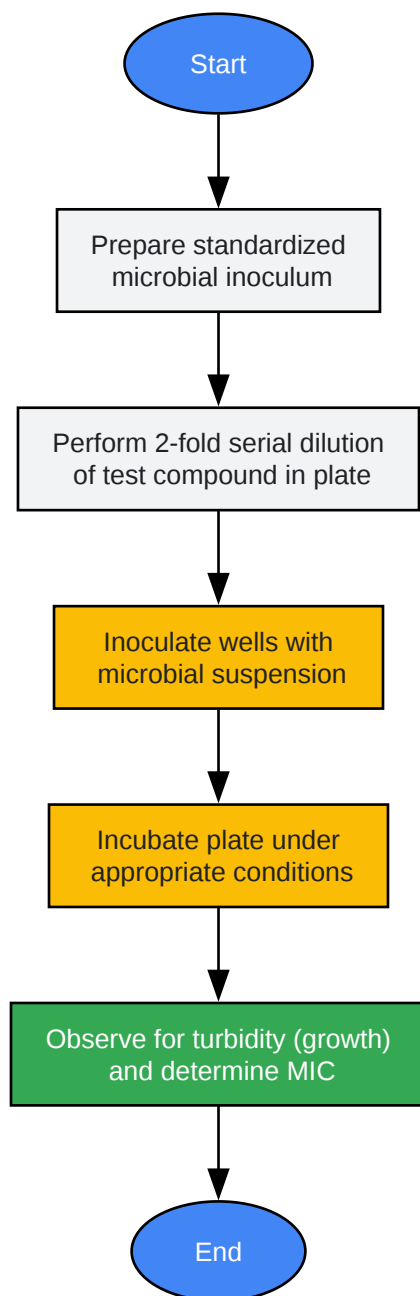 Start
Prepare standardized
microbial inoculum
Perform 2-fold serial dilution
of test compound in plate
Inoculate wells with
microbial suspension
Incubate plate under
appropriate conditions
Observe for turbidity (growth)
and determine MIC
End